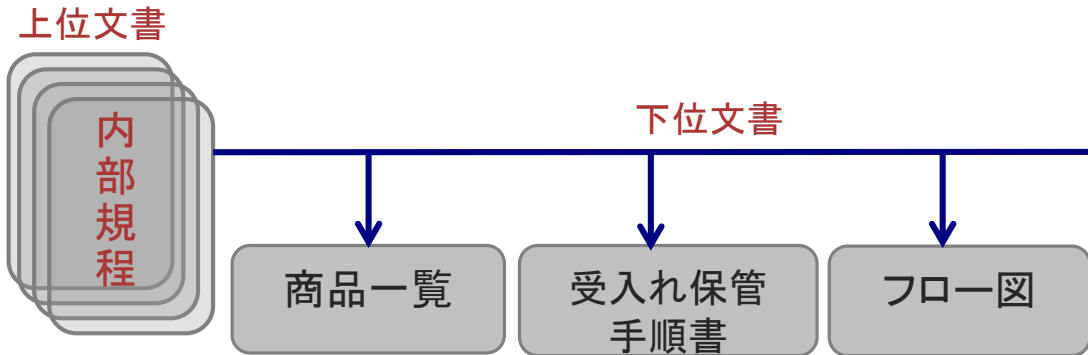 上位文書
内部規程
下位文書
商品一覧
受入れ保管
手順書
フロー図